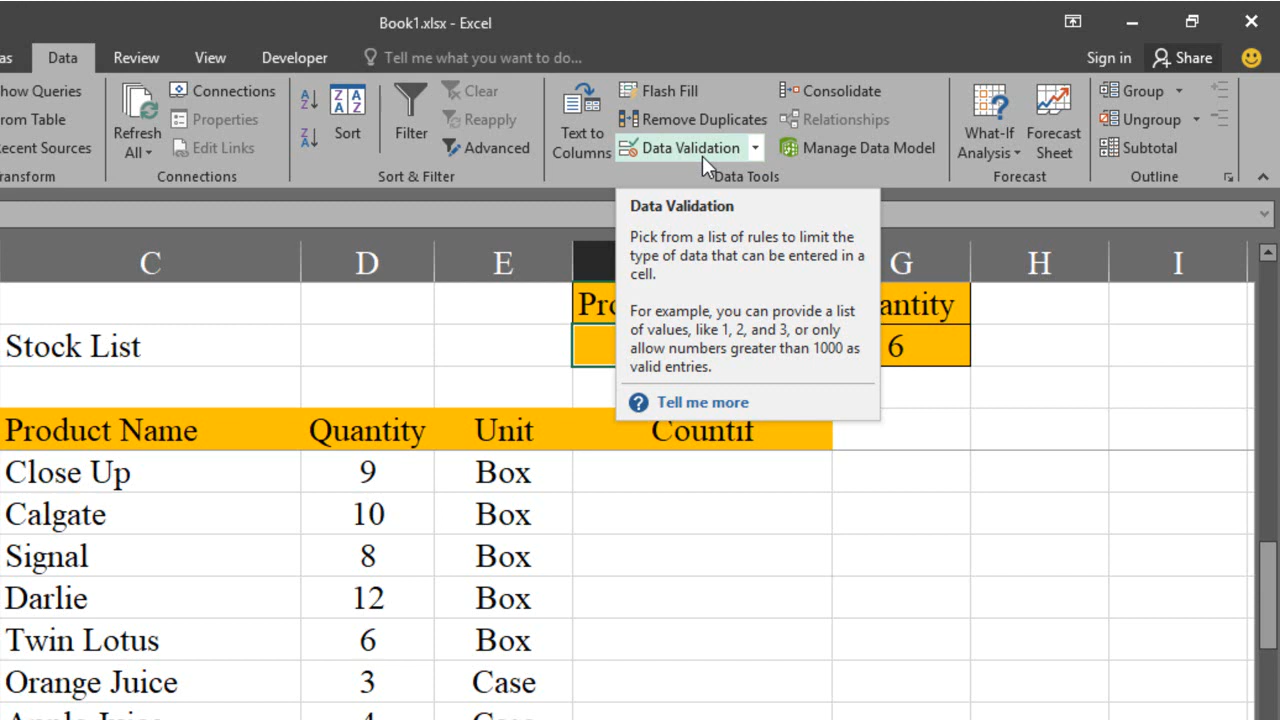 Book1.xlsx - Excel
as Data Review View Developer Tell me what you want to do... Sign in Share
how Queries
rom Table
ecent Sources
ransform
Refresh All
Connections
Properties
Edit Links
Connections
Sort
Filter
Clear
Reapply
Advanced
Sort & Filter
Text to Columns
Flash Fill
Remove Duplicates
Data Validation
Consolidate
Relationships
Manage Data Model
Data Tools
What-If Analysis
Forecast Sheet
Forecast
Group
Ungroup
Subtotal
Outline
Data Validation
Pick from a list of rules to limit the
type of data that can be entered in a
cell.
For example, you can provide a list
of values, like 1, 2, and 3, or only
allow numbers greater than 1000 as
valid entries.
Tell me more
C D E G H I
Pro antity
Stock List 6
Product Name Quantity Unit Countif
Close Up 9 Box
Calgate 10 Box
Signal 8 Box
Darlie 12 Box
Twin Lotus 6 Box
Orange Juice 3 Case